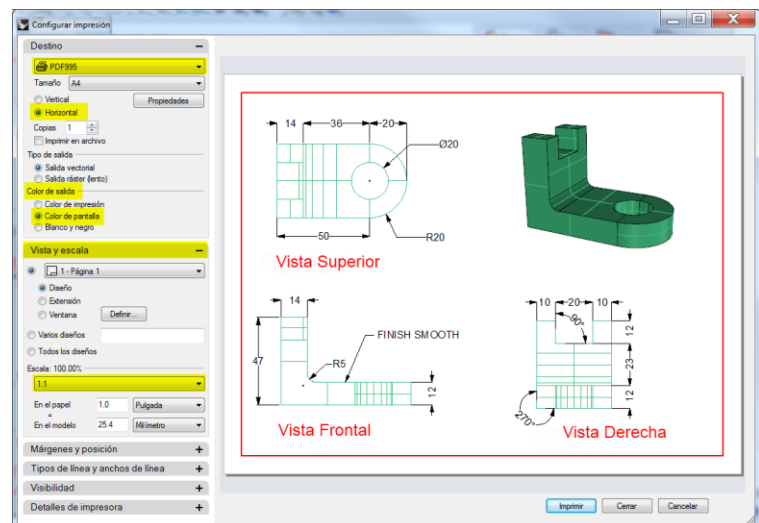 Configurar impresión
Destino
PDF995
Tamaño A4
Vertical Propiedades
Horizontal
Copias 1
Imprimir en archivo
Tipo de salida
Salida vectorial
Salida ráster (lento)
Color de salida
Color de impresión
Color de pantalla
Blanco y negro
Vista y escala
1 - Página 1
Diseño
Extensión
Ventana Definir...
Varios diseños
Todos los diseños
Escala: 100.00%
1:1
En el papel 1.0 Pulgada
=
En el modelo 25.4 Milímetro
Márgenes y posición
Tipos de línea y anchos de línea
Visibilidad
Detalles de impresora
14 36 20
Ø20
50
R20
Vista Superior
14
47
R5
FINISH SMOOTH
12
Vista Frontal
10 20 10
90°
12
23
12
270°
Vista Derecha
Imprimir Cerrar Cancelar